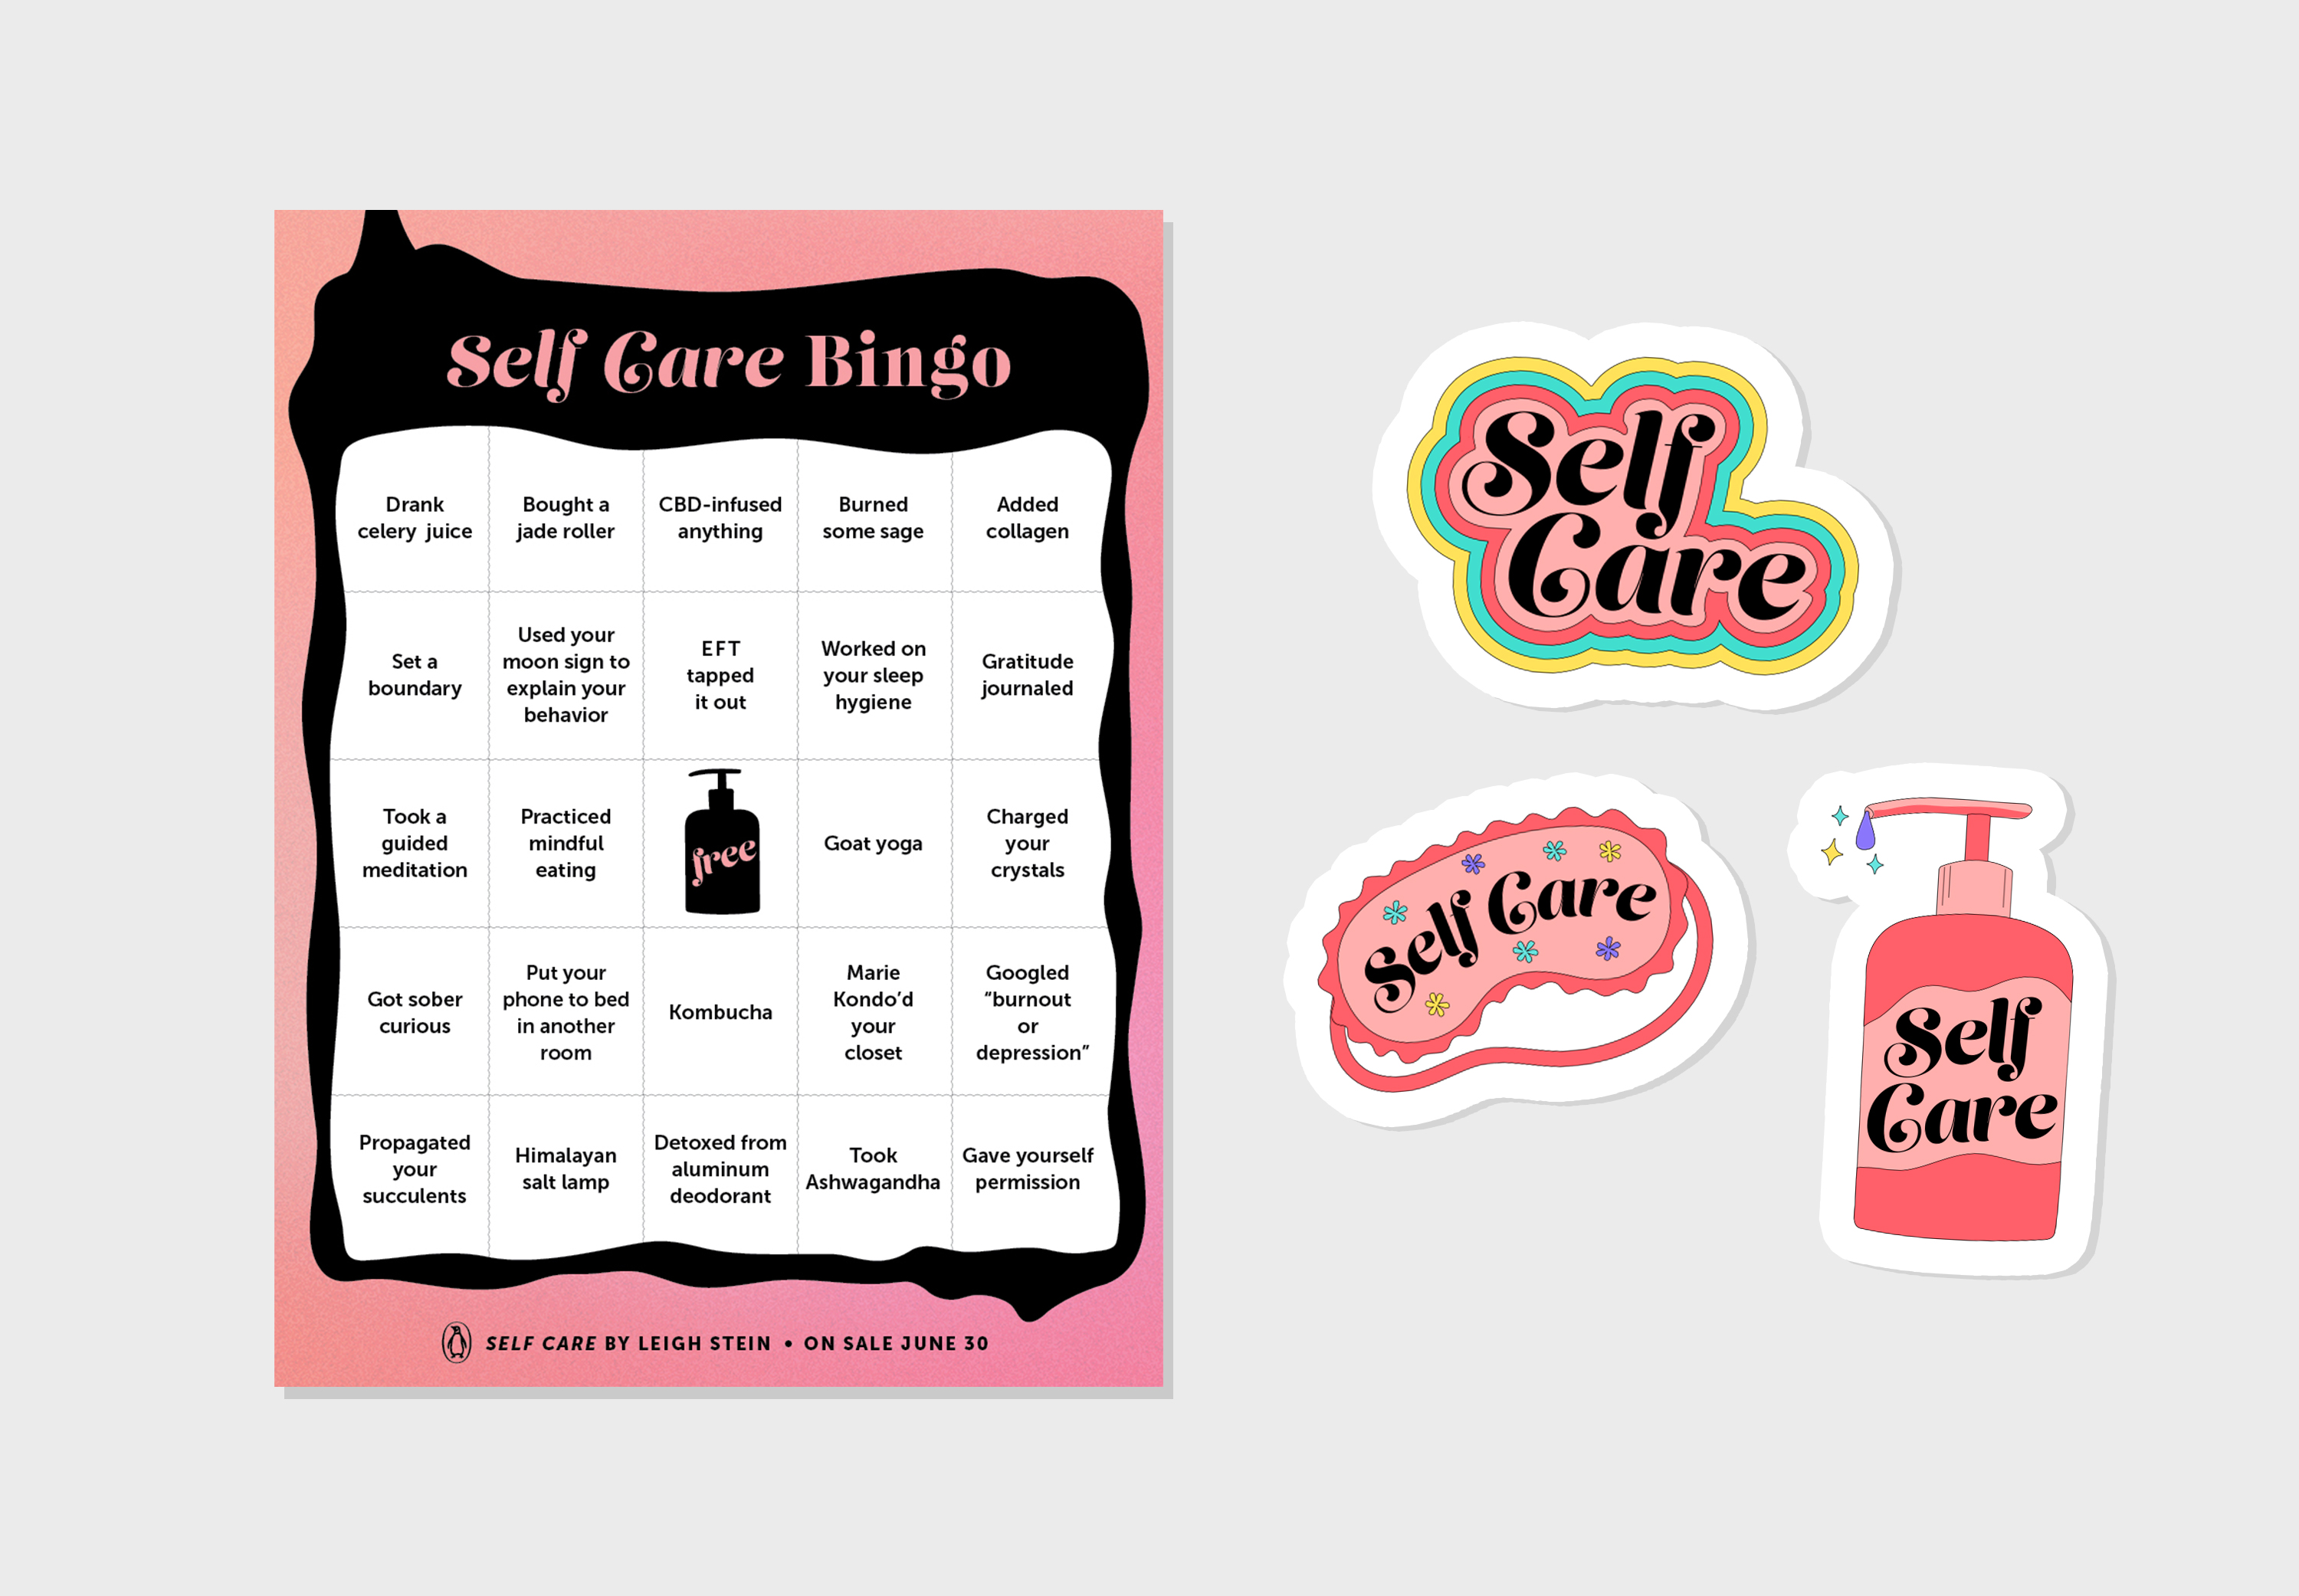 Self Care Bingo
Drank
celery juice
Bought a
jade roller
CBD-infused
anything
Burned
some sage
Added
collagen
Set a
boundary
Used your
moon sign to
explain your
behavior
EFT
tapped
it out
Worked on
your sleep
hygiene
Gratitude
journaled
Took a
guided
meditation
Practiced
mindful
eating
free
Goat yoga
Charged
your
crystals
Got sober
curious
Put your
phone to bed
in another
room
Kombucha
Marie
Kondo’d
your
closet
Googled
“burnout
or
depression”
Propagated
your
succulents
Himalayan
salt lamp
Detoxed from
aluminum
deodorant
Took
Ashwagandha
Gave yourself
permission
SELF CARE BY LEIGH STEIN • ON SALE JUNE 30
Self
Care
Self Care
Self
Care